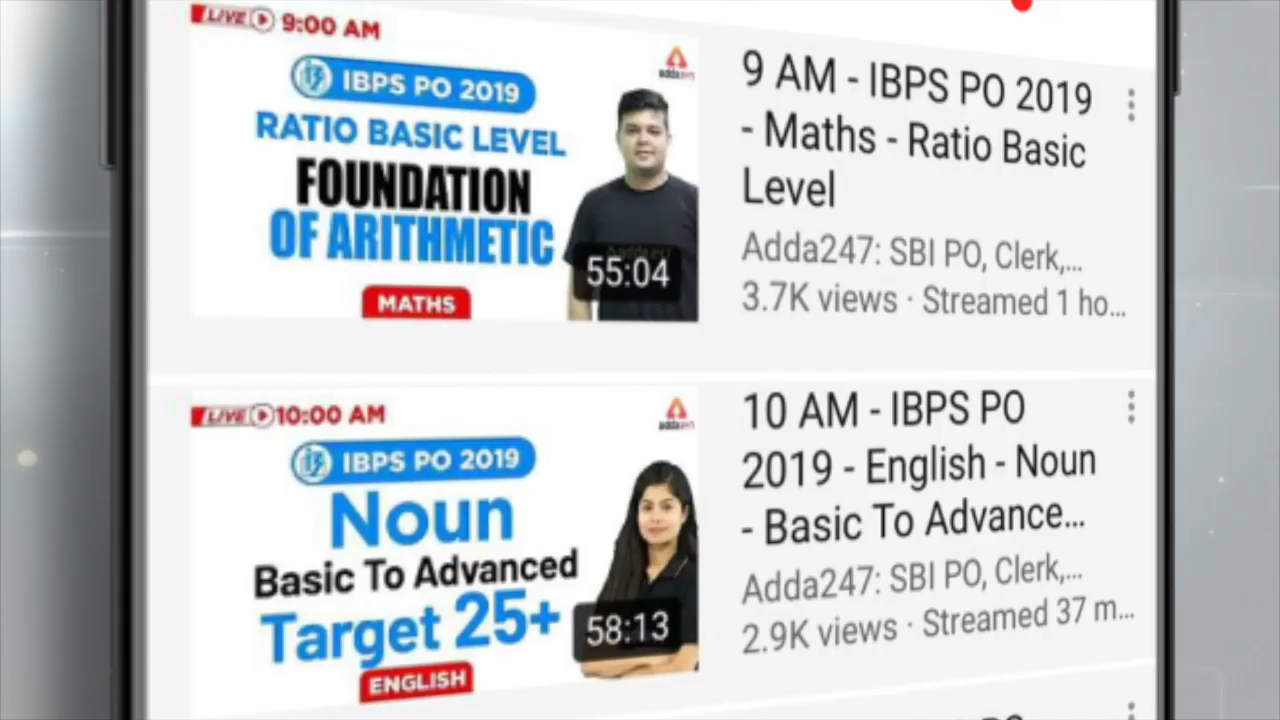 LIVE 9:00 AM
adda247
IBPS PO 2019
RATIO BASIC LEVEL
FOUNDATION
OF ARITHMETIC
MATHS
55:04
9 AM - IBPS PO 2019
- Maths - Ratio Basic
Level
Adda247: SBI PO, Clerk,...
3.7K views · Streamed 1 ho...
LIVE 10:00 AM
adda247
IBPS PO 2019
Noun
Basic To Advanced
Target 25+
ENGLISH
58:13
10 AM - IBPS PO
2019 - English - Noun
- Basic To Advance...
Adda247: SBI PO, Clerk,...
2.9K views · Streamed 37 m...